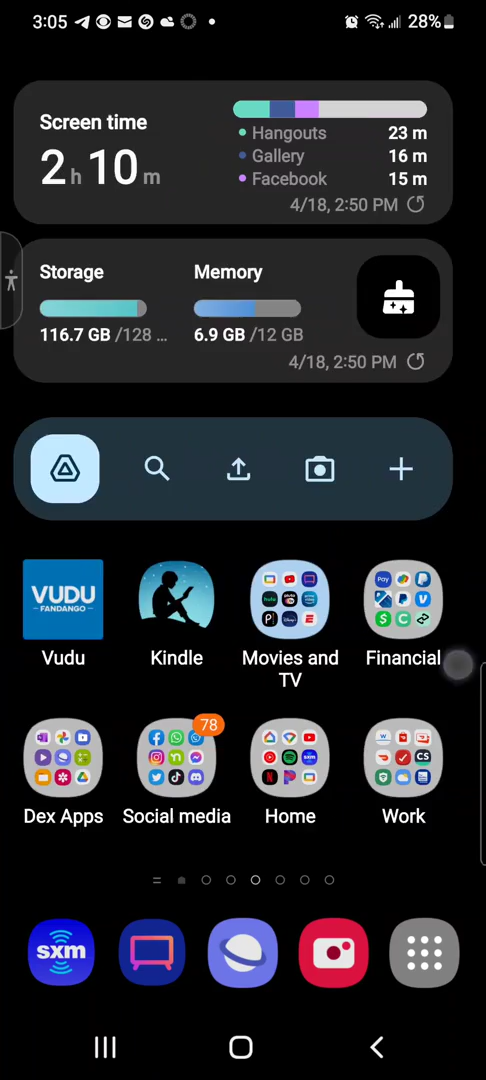 3:05
28%
Screen time
2 h 10 m
Hangouts 23 m
Gallery 16 m
Facebook 15 m
4/18, 2:50 PM
Storage
116.7 GB /128 ...
Memory
6.9 GB /12 GB
4/18, 2:50 PM
VUDU
FANDANGO
Vudu
Kindle
Movies and
TV
Financial
78
Dex Apps
Social media
Home
Work
sxm